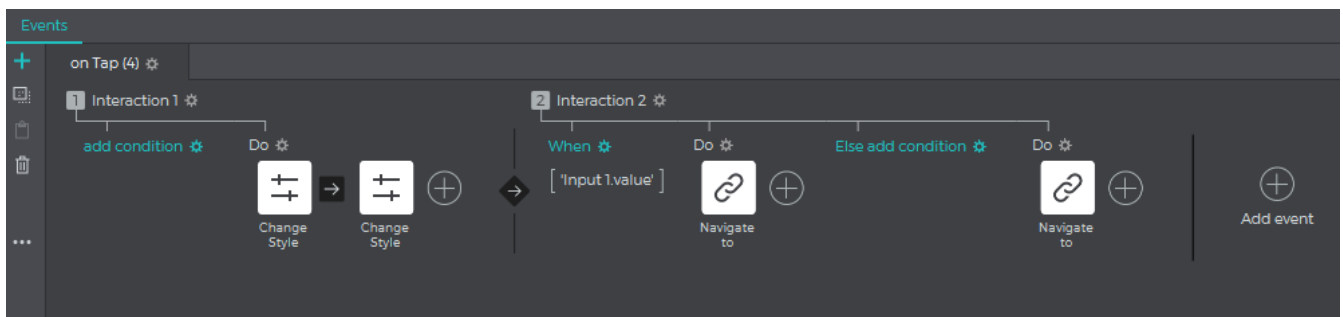 Events
on Tap (4)
1 Interaction 1
2 Interaction 2
add condition
Do
When
Do
Else add condition
Do
[ 'Input 1.value' ]
Change
Style
Change
Style
Navigate
to
Navigate
to
Add event